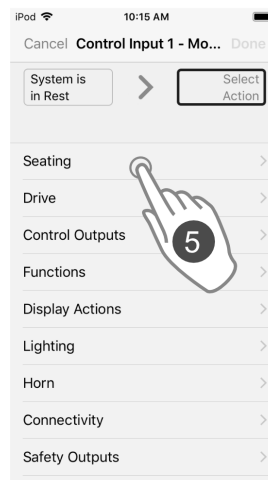 iPod 10:15 AM
Cancel Control Input 1 - Mo... Done
System is
in Rest
Select
Action
Seating
Drive
Control Outputs
Functions
Display Actions
Lighting
Horn
Connectivity
Safety Outputs
5